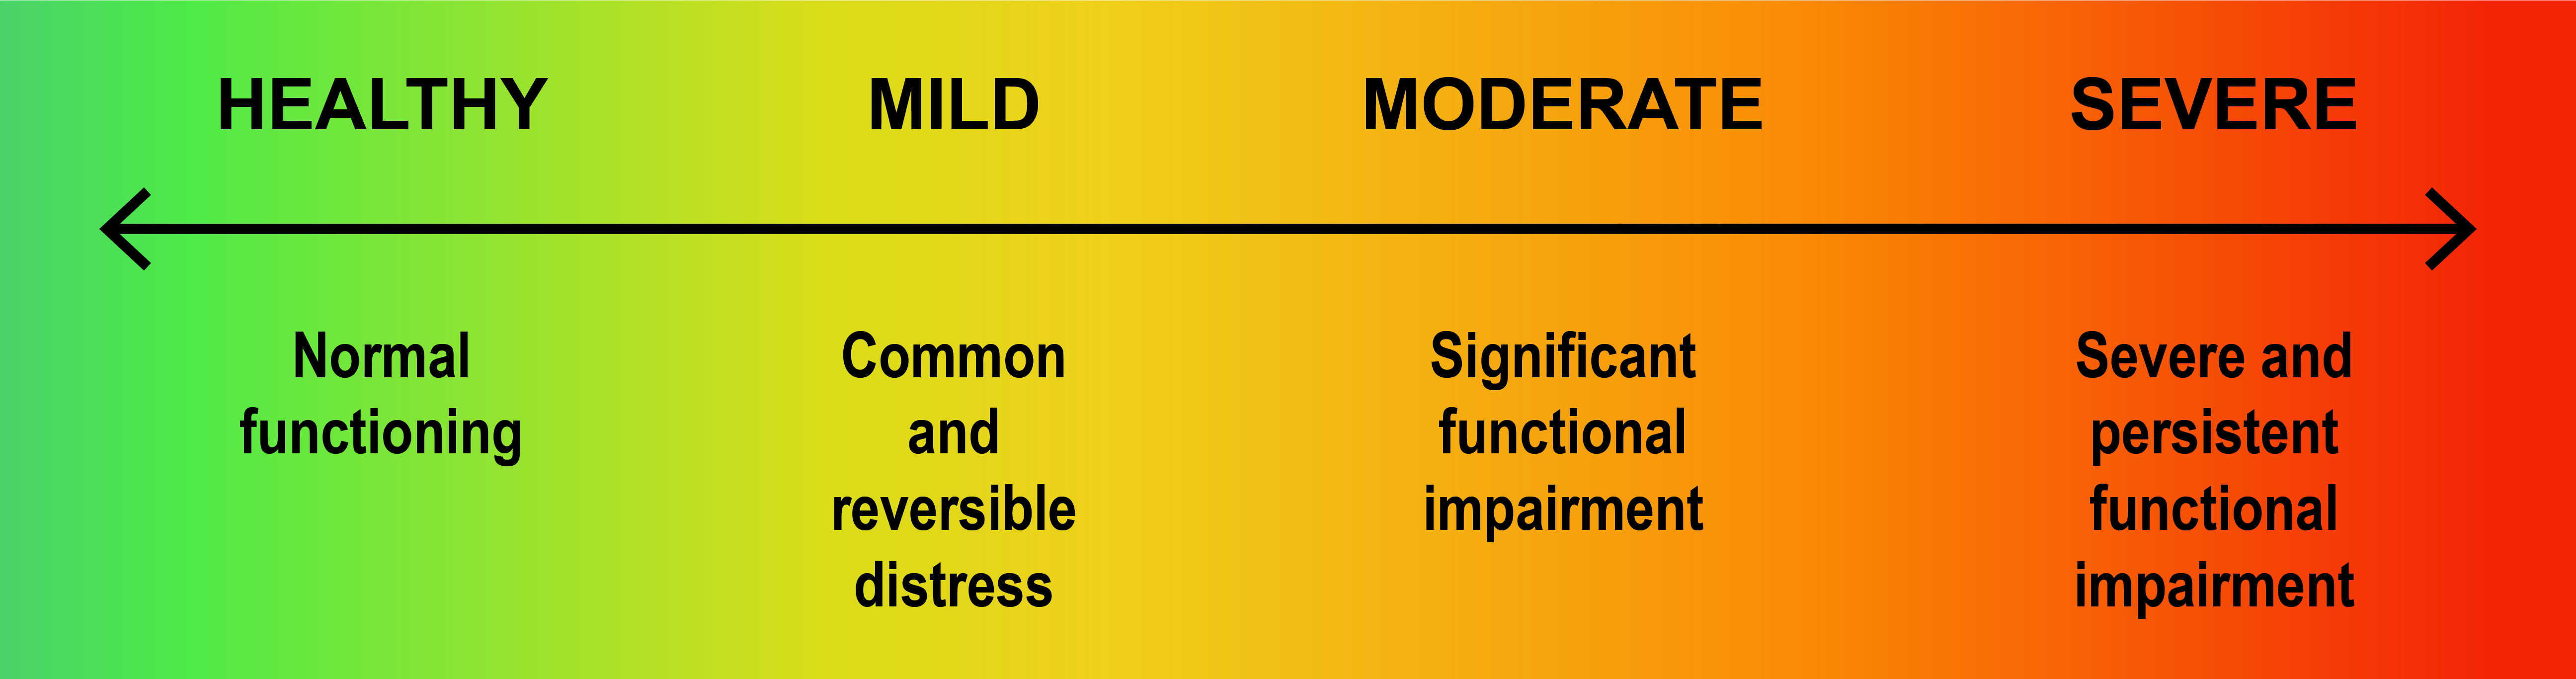 HEALTHY
MILD
MODERATE
SEVERE
Normal
functioning
Common
and
reversible
distress
Significant
functional
impairment
Severe and
persistent
functional
impairment